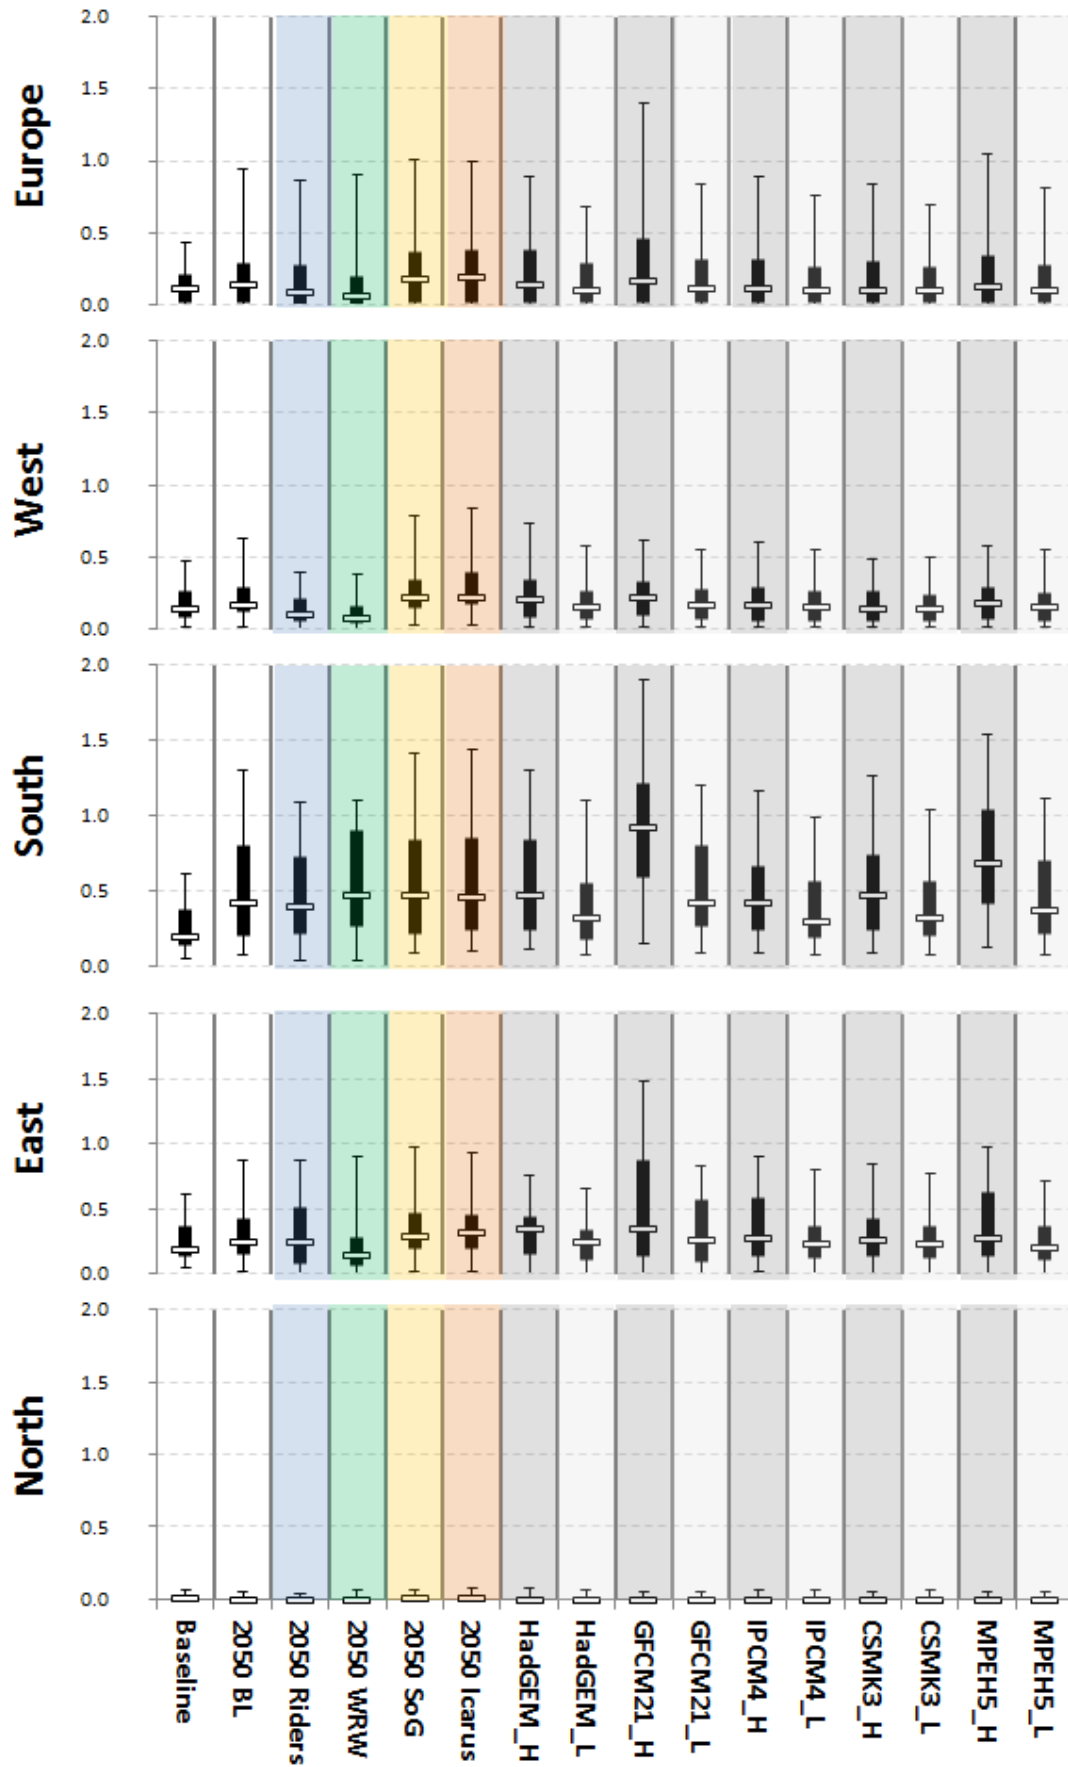 Europe
2.0
1.5
1.0
0.5
0.0
West
2.0
1.5
1.0
0.5
0.0
South
2.0
1.5
1.0
0.5
0.0
East
2.0
1.5
1.0
0.5
0.0
North
2.0
1.5
1.0
0.5
0.0
Baseline
2050 BL
2050 Riders
2050 WRW
2050 SoG
2050 Icarus
HadGEM_H
HadGEM_L
GFCM21_H
GFCM21_L
IPCM4_H
IPCM4_L
CSMK3_H
CSMK3_L
MPEH5_H
MPEH5_L